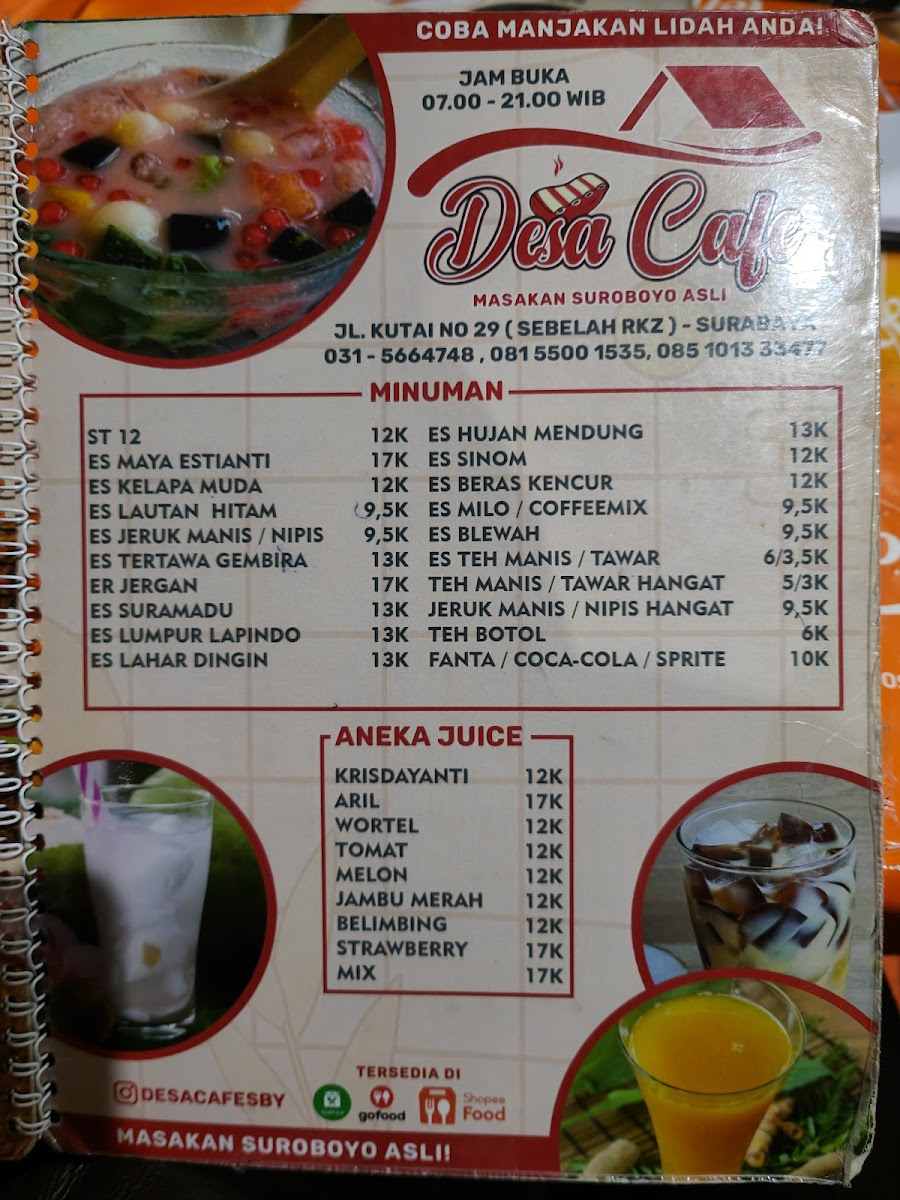 COBA MANJAKAN LIDAH ANDA!
JAM BUKA
07.00 - 21.00 WIB
Desa Cafe
MASAKAN SUROBOYO ASLI
JL. KUTAI NO 29 ( SEBELAH RKZ ) - SURABAYA
031 - 5664748 , 081 5500 1535, 085 1013 33477
MINUMAN
ST 12 12K
ES MAYA ESTIANTI 17K
ES KELAPA MUDA 12K
ES LAUTAN HITAM 9,5K
ES JERUK MANIS / NIPIS 9,5K
ES TERTAWA GEMBIRA 13K
ER JERGAN 17K
ES SURAMADU 13K
ES LUMPUR LAPINDO 13K
ES LAHAR DINGIN 13K
ES HUJAN MENDUNG 13K
ES SINOM 12K
ES BERAS KENCUR 12K
ES MILO / COFFEEMIX 9,5K
ES BLEWAH 9,5K
ES TEH MANIS / TAWAR 6/3,5K
TEH MANIS / TAWAR HANGAT 5/3K
JERUK MANIS / NIPIS HANGAT 9,5K
TEH BOTOL 6K
FANTA / COCA-COLA / SPRITE 10K
ANEKA JUICE
KRISDAYANTI 12K
ARIL 17K
WORTEL 12K
TOMAT 12K
MELON 12K
JAMBU MERAH 12K
BELIMBING 12K
STRAWBERRY 17K
MIX 17K
TERSEDIA DI
DESACAFESBY
gofood
Shopee
Food
MASAKAN SUROBOYO ASLI!